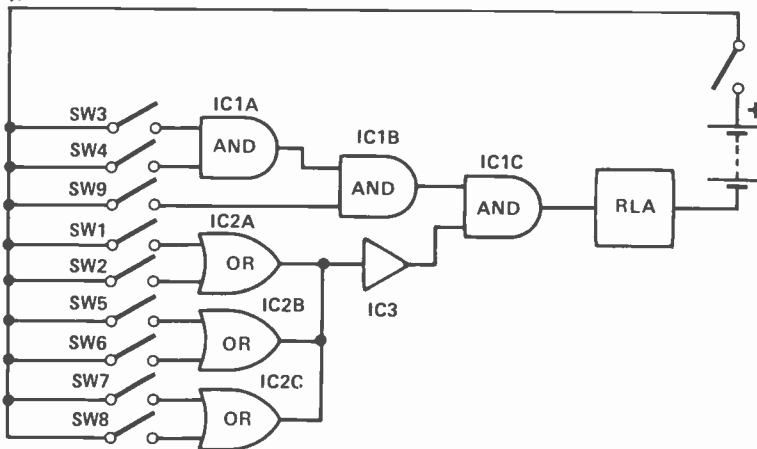 SW3
IC1A
AND
SW4
IC1B
AND
SW9
IC1C
AND
RLA
+
SW1
IC2A
OR
SW2
IC3
SW5
IC2B
OR
SW6
SW7
IC2C
OR
SW8